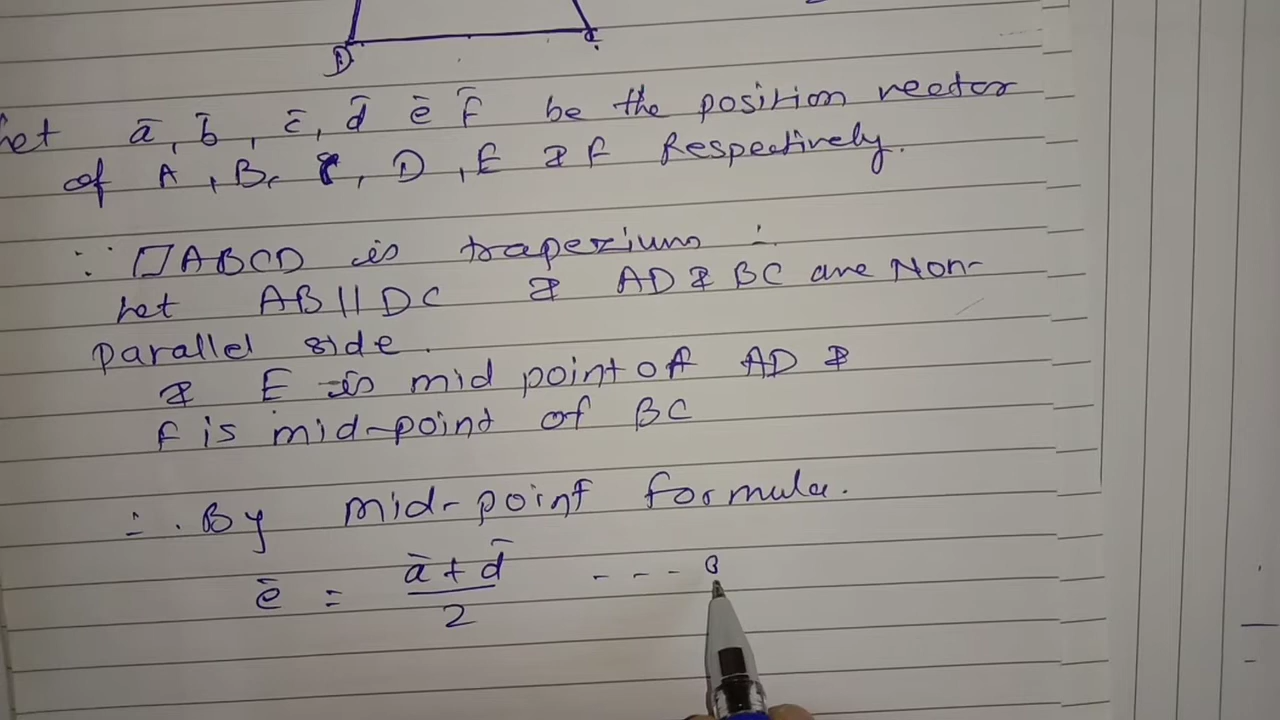 D C
Let ā, b̄, c̄, d̄ ē f̄ be the position vector
of A, B, C, D, E & F Respectively.
∵ □ABCD is trapezium ∴
Let AB || DC & AD & BC are Non-
parallel side.
& E is mid point of AD &
F is mid-point of BC
∴ By mid-point formula.
ē = ā + d̄ / 2 ----